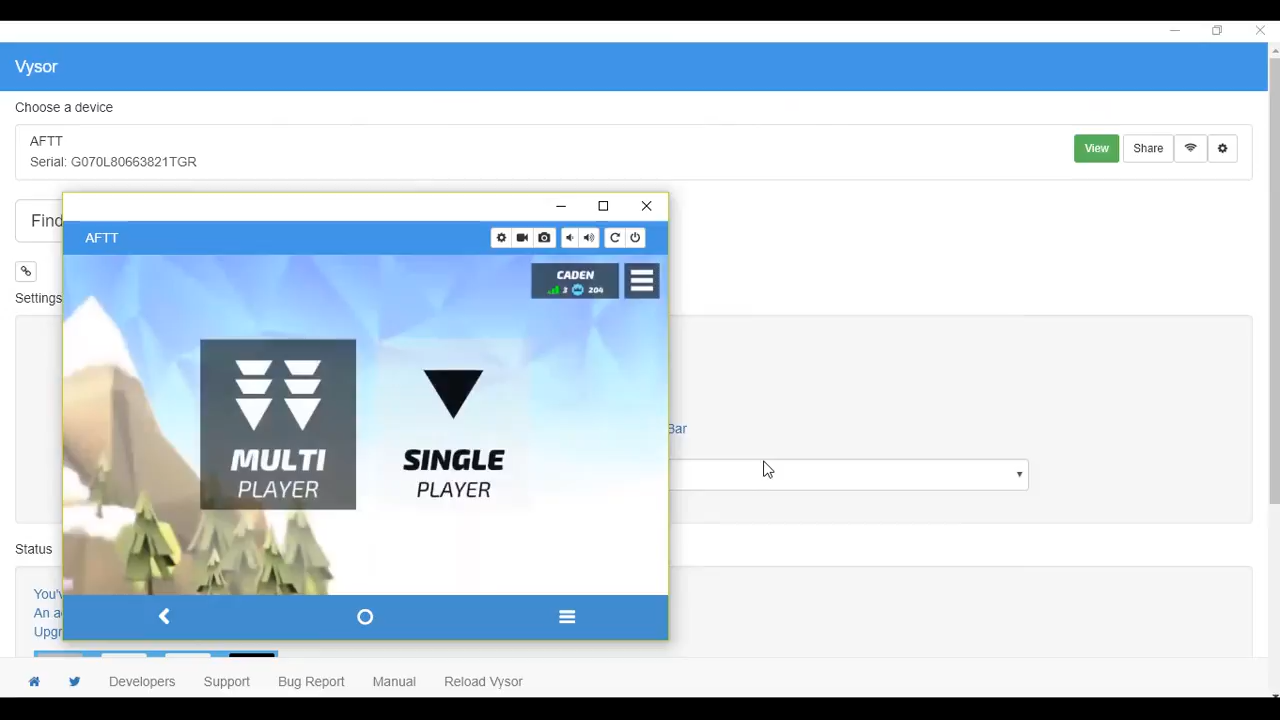 Vysor
Choose a device
AFTT
Serial: G070L80663821TGR
View
Share
Find
AFTT
CADEN
3 204
Settings
MULTI
PLAYER
SINGLE
PLAYER
Bar
Status
You'v
An a
Upgr
Developers
Support
Bug Report
Manual
Reload Vysor